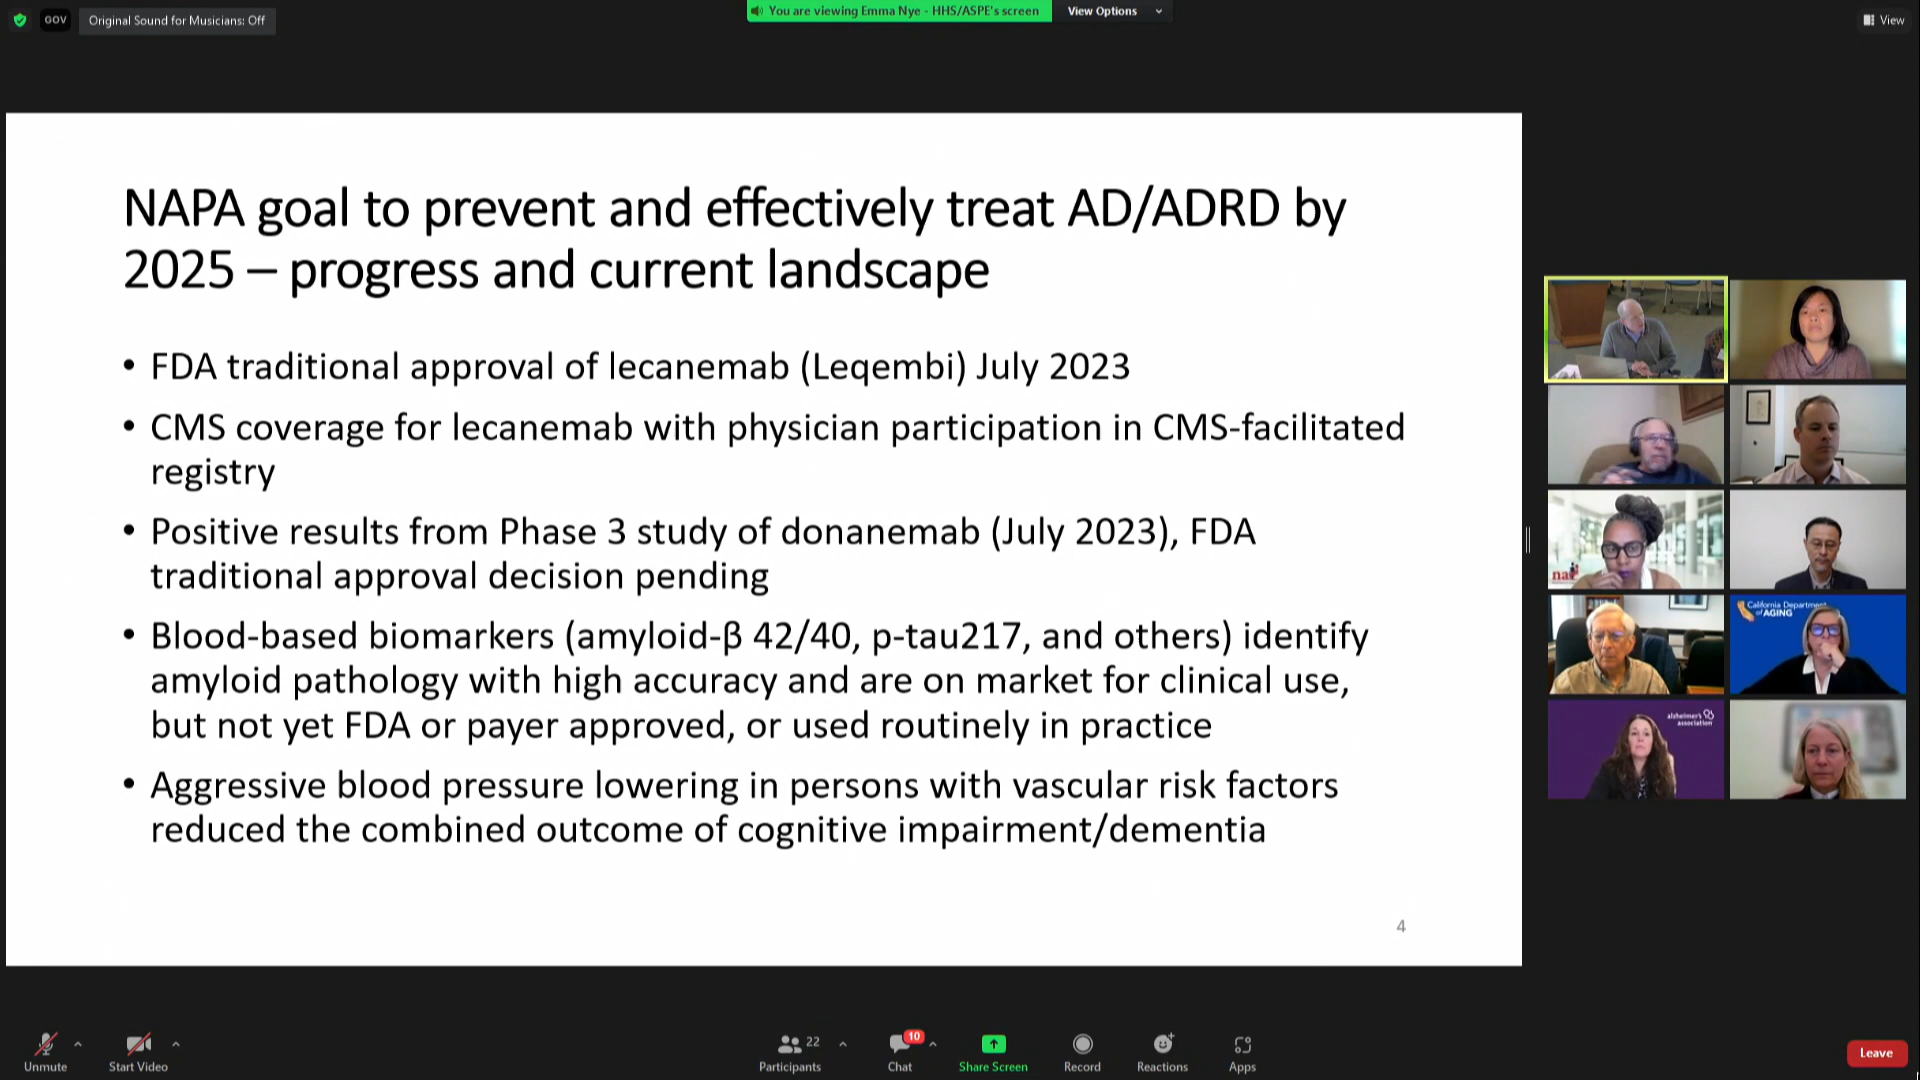 GOV
Original Sound for Musicians: Off
You are viewing Emma Nye - HHS/ASPE's screen
View Options
View
NAPA goal to prevent and effectively treat AD/ADRD by
2025 – progress and current landscape
• FDA traditional approval of lecanemab (Leqembi) July 2023
• CMS coverage for lecanemab with physician participation in CMS-facilitated
registry
• Positive results from Phase 3 study of donanemab (July 2023), FDA
traditional approval decision pending
• Blood-based biomarkers (amyloid-β 42/40, p-tau217, and others) identify
amyloid pathology with high accuracy and are on market for clinical use,
but not yet FDA or payer approved, or used routinely in practice
• Aggressive blood pressure lowering in persons with vascular risk factors
reduced the combined outcome of cognitive impairment/dementia
4
California Department
of AGING
alzheimer's
association
Unmute
Start Video
22
Participants
10
Chat
Share Screen
Record
Reactions
Apps
Leave